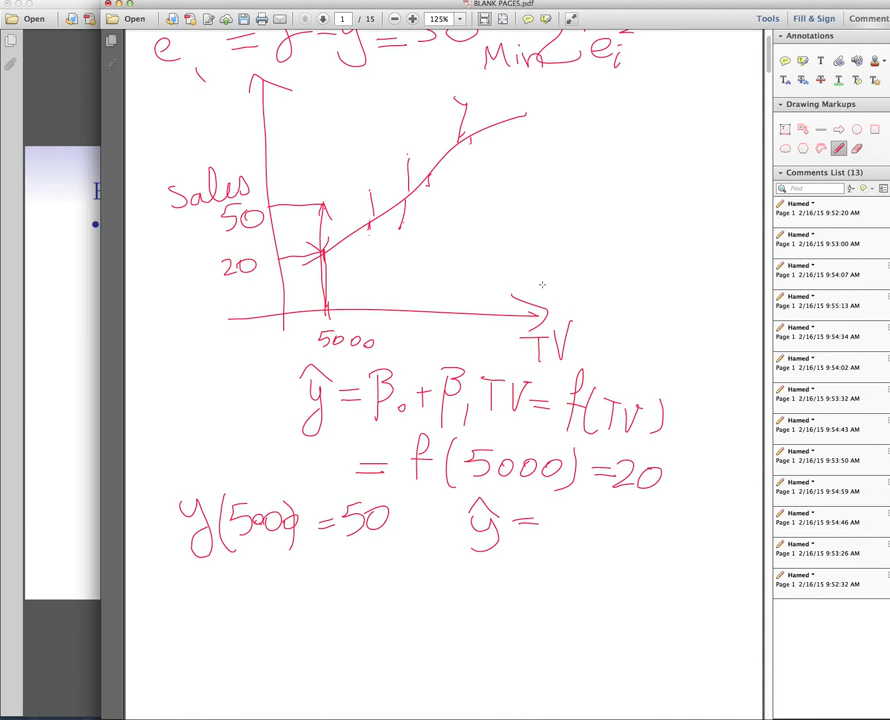 BLANK PAGES.pdf
Open
Open
1 / 15
125%
Tools
Fill & Sign
Comment
Annotations
Drawing Markups
Comments List (13)
Find
Hamed
Page 1 2/16/15 9:52:20 AM
Hamed
Page 1 2/16/15 9:53:00 AM
Hamed
Page 1 2/16/15 9:54:07 AM
Hamed
Page 1 2/16/15 9:55:13 AM
Hamed
Page 1 2/16/15 9:54:34 AM
Hamed
Page 1 2/16/15 9:54:02 AM
Hamed
Page 1 2/16/15 9:53:32 AM
Hamed
Page 1 2/16/15 9:54:43 AM
Hamed
Page 1 2/16/15 9:53:50 AM
Hamed
Page 1 2/16/15 9:54:59 AM
Hamed
Page 1 2/16/15 9:54:46 AM
Hamed
Page 1 2/16/15 9:53:26 AM
Hamed
Page 1 2/16/15 9:52:32 AM
Min
sales
50
20
5000
TV
ŷ = β₀ + β₁ TV = f(TV)
= f(5000) = 20
y(5000) = 50 ŷ =